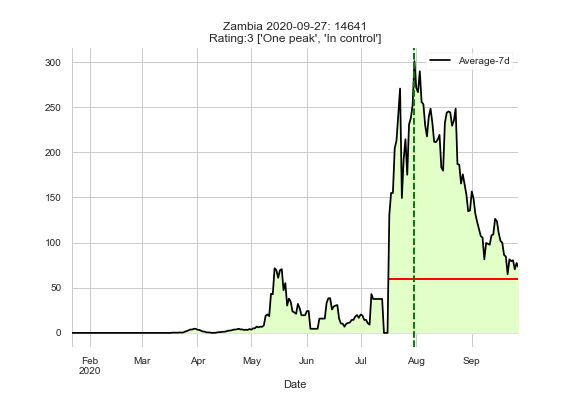 Zambia 2020-09-27: 14641
Rating:3 ['One peak', 'In control']
Average-7d
300
250
200
150
100
50
0
Feb Mar Apr May Jun Jul Aug Sep
2020
Date